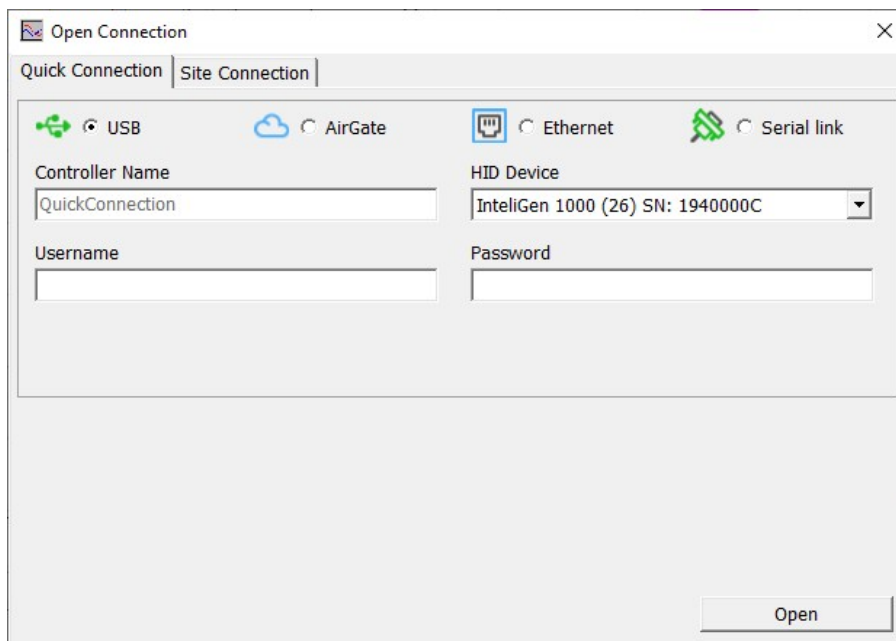 Open Connection
Quick Connection Site Connection
USB AirGate Ethernet Serial link
Controller Name HID Device
QuickConnection InteliGen 1000 (26) SN: 1940000C
Username Password
Open